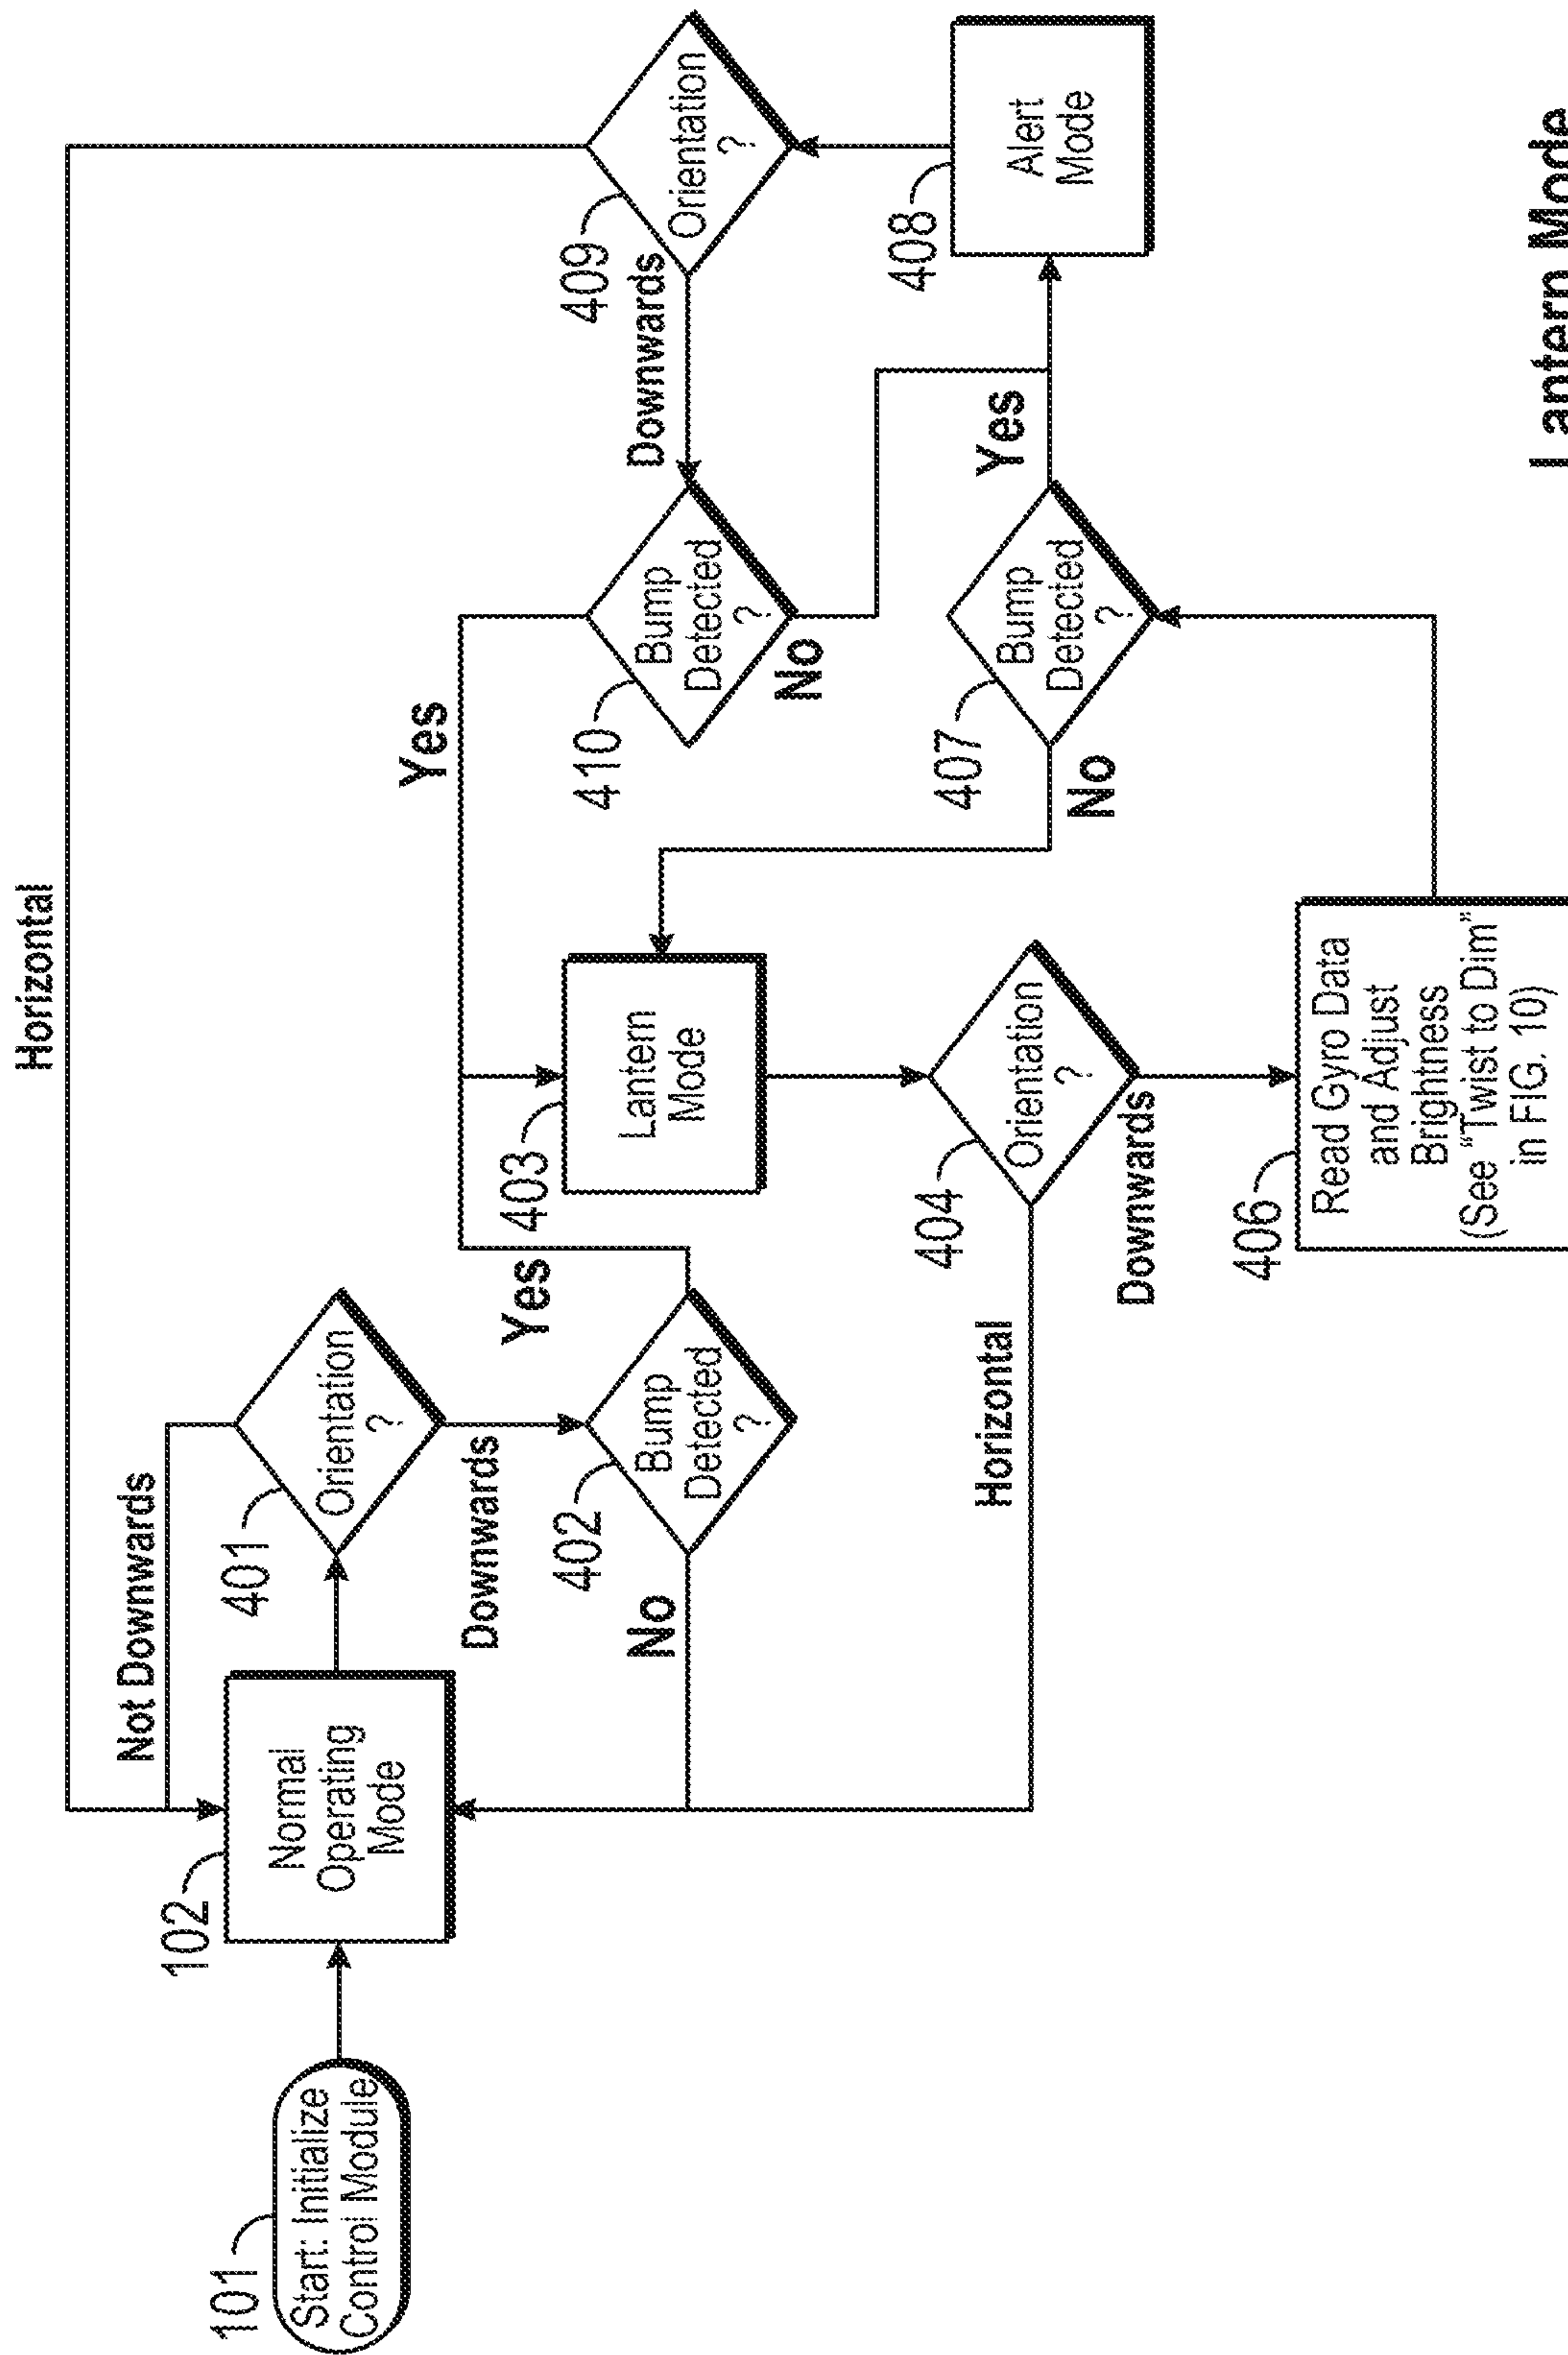 Horizontal
Not Downwards
101
Start: Initialize
Control Module
102
Normal
Operating
Mode
401
Orientation
?
Downwards
402
Bump
Detected
?
No
Yes
Yes
403
Lantern
Mode
404
Orientation
?
Horizontal
Downwards
406
Read Gyro Data
and Adjust
Brightness
(See "Twist to Dim"
in FIG. 10)
407
Bump
Detected
?
No
Yes
408
Alert
Mode
409
Orientation
?
Downwards
410
Bump
Detected
?
No
Lantern Mode